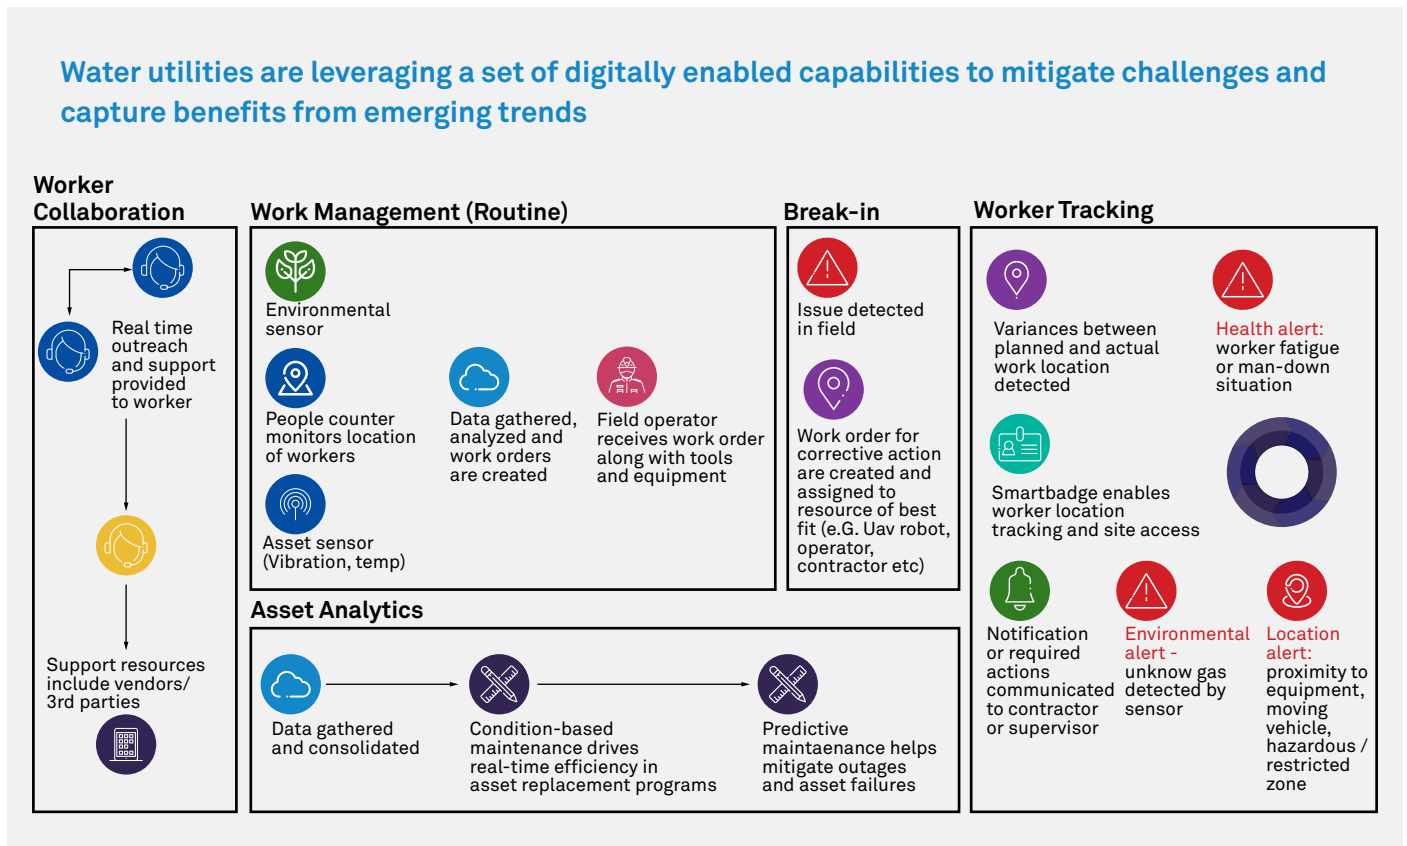 Water utilities are leveraging a set of digitally enabled capabilities to mitigate challenges and
capture benefits from emerging trends
Worker
Collaboration
Real time
outreach
and support
provided
to worker
Support resources
include vendors/
3rd parties
Work Management (Routine)
Environmental
sensor
People counter
monitors location
of workers
Asset sensor
(Vibration, temp)
Data gathered,
analyzed and
work orders
are created
Field operator
receives work order
along with tools
and equipment
Break-in
Issue detected
in field
Work order for
corrective action
are created and
assigned to
resource of best
fit (e.G. Uav robot,
operator,
contractor etc)
Asset Analytics
Data gathered
and consolidated
Condition-based
maintenance drives
real-time efficiency in
asset replacement programs
Predictive
maintaenance helps
mitigate outages
and asset failures
Worker Tracking
Variances between
planned and actual
work location
detected
Health alert:
worker fatigue
or man-down
situation
Smartbadge enables
worker location
tracking and site access
Notification
or required
actions
communicated
to contractor
or supervisor
Environmental
alert -
unknow gas
detected by
sensor
Location
alert:
proximity to
equipment,
moving
vehicle,
hazardous /
restricted
zone